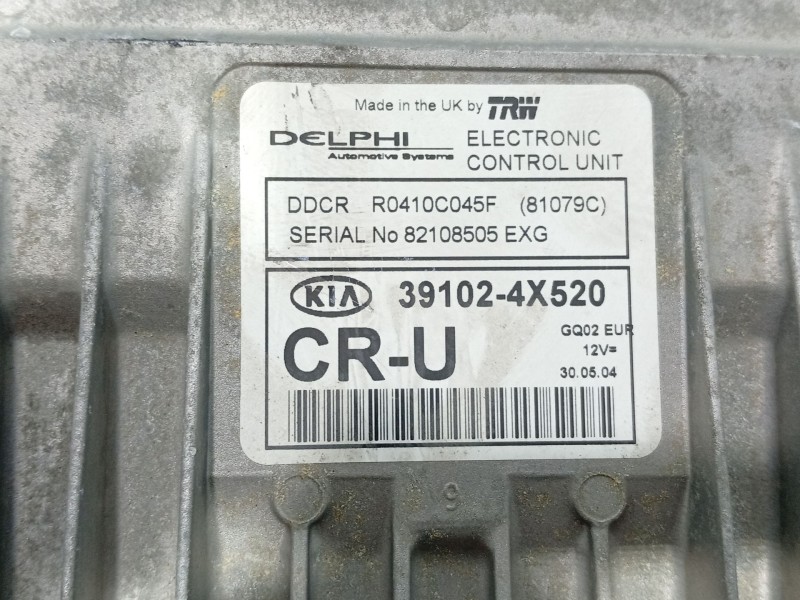 Made in the UK by TRW
DELPHI
Automotive Systems
ELECTRONIC
CONTROL UNIT
DDCR R0410C045F (81079C)
SERIAL No 82108505 EXG
KIA 39102-4X520
CR-U
GQ02 EUR
12V=
30.05.04
9